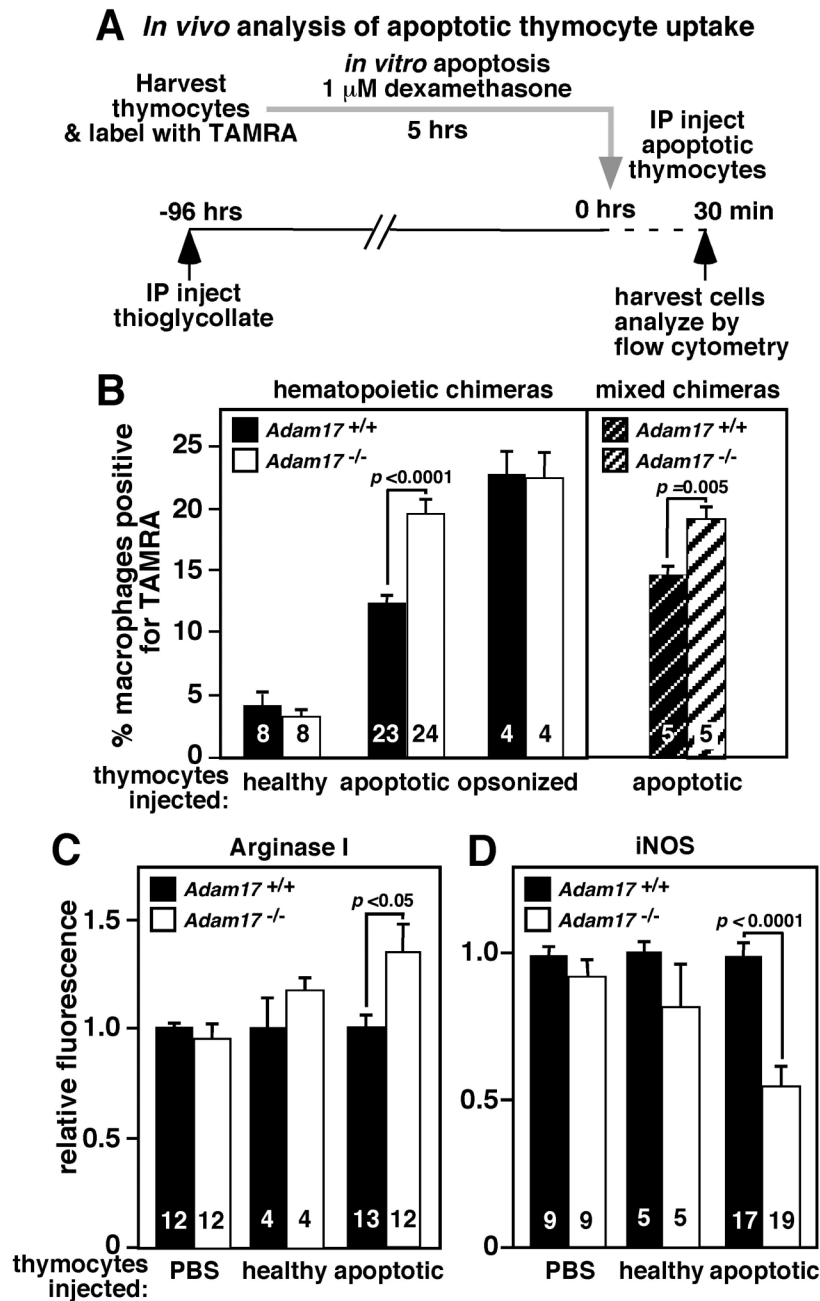 A In vivo analysis of apoptotic thymocyte uptake
Harvest
thymocytes
& label with TAMRA
in vitro apoptosis
1 µM dexamethasone
5 hrs
IP inject
apoptotic
thymocytes
-96 hrs
0 hrs
30 min
IP inject
thioglycollate
harvest cells
analyze by
flow cytometry
B
hematopoietic chimeras
mixed chimeras
Adam17 +/+
Adam17 -/-
Adam17 +/+
Adam17 -/-
% macrophages positive
for TAMRA
25
20
15
10
5
0
p <0.0001
p =0.005
8 8 23 24 4 4 5 5
thymocytes
injected:
healthy apoptotic opsonized apoptotic
C
Arginase I
Adam17 +/+
Adam17 -/-
relative fluorescence
1.5
1.0
0.5
0
p <0.05
12 12 4 4 13 12
thymocytes
injected:
PBS healthy apoptotic
D
iNOS
Adam17 +/+
Adam17 -/-
1.0
0.5
0
p < 0.0001
9 9 5 5 17 19
PBS healthy apoptotic